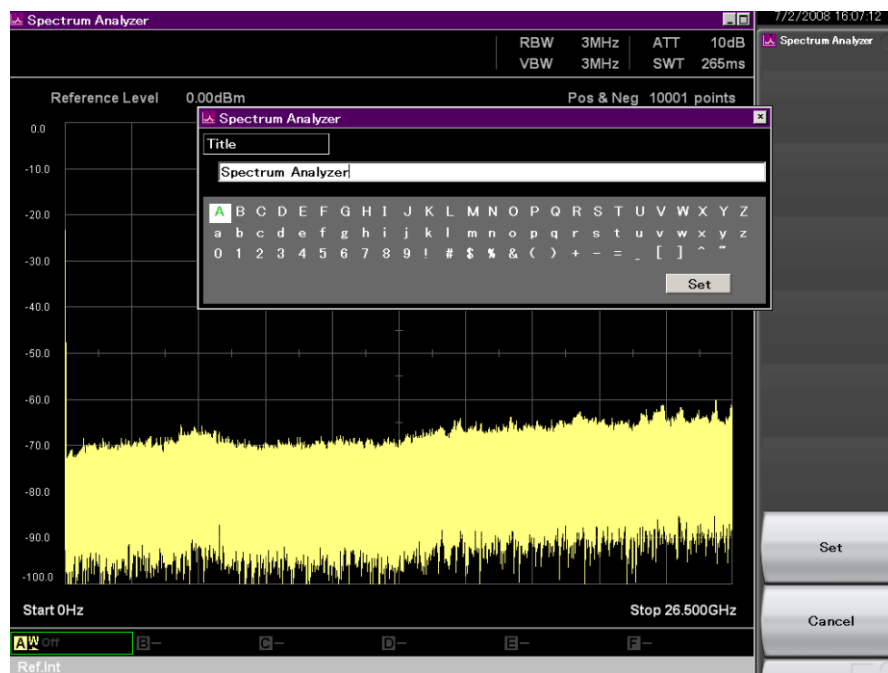 Spectrum Analyzer
7/2/2008 16:07:12
RBW 3MHz ATT 10dB
VBW 3MHz SWT 265ms
Spectrum Analyzer
Reference Level 0.00dBm
Pos & Neg 10001 points
Spectrum Analyzer
Title
Spectrum Analyzer
A B C D E F G H I J K L M N O P Q R S T U V W X Y Z
a b c d e f g h i j k l m n o p q r s t u v w x y z
0 1 2 3 4 5 6 7 8 9 ! # $ % & ( ) + - = _ [ ] ^ ~
Set
0.0
-10.0
-20.0
-30.0
-40.0
-50.0
-60.0
-70.0
-80.0
-90.0
-100.0
Start 0Hz
Stop 26.500GHz
A W Off B - C - D - E - F -
Ref.Int
Set
Cancel